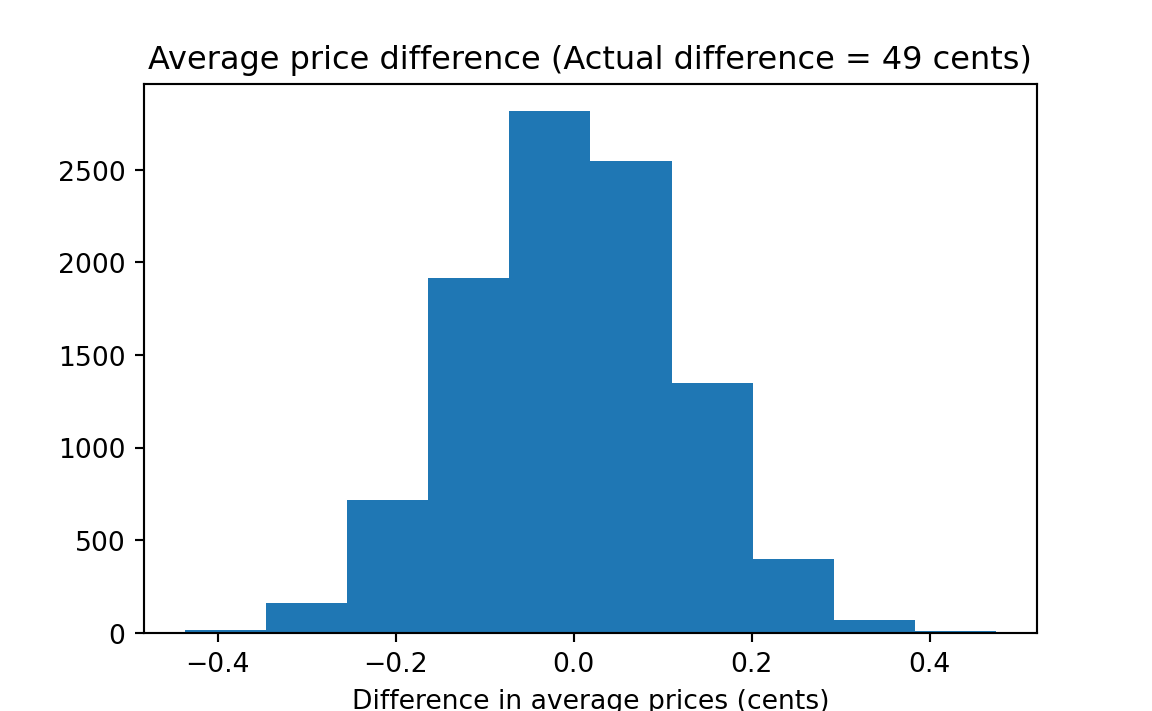 Average price difference (Actual difference = 49 cents)
2500
2000
1500
1000
500
0
−0.4 −0.2 0.0 0.2 0.4
Difference in average prices (cents)